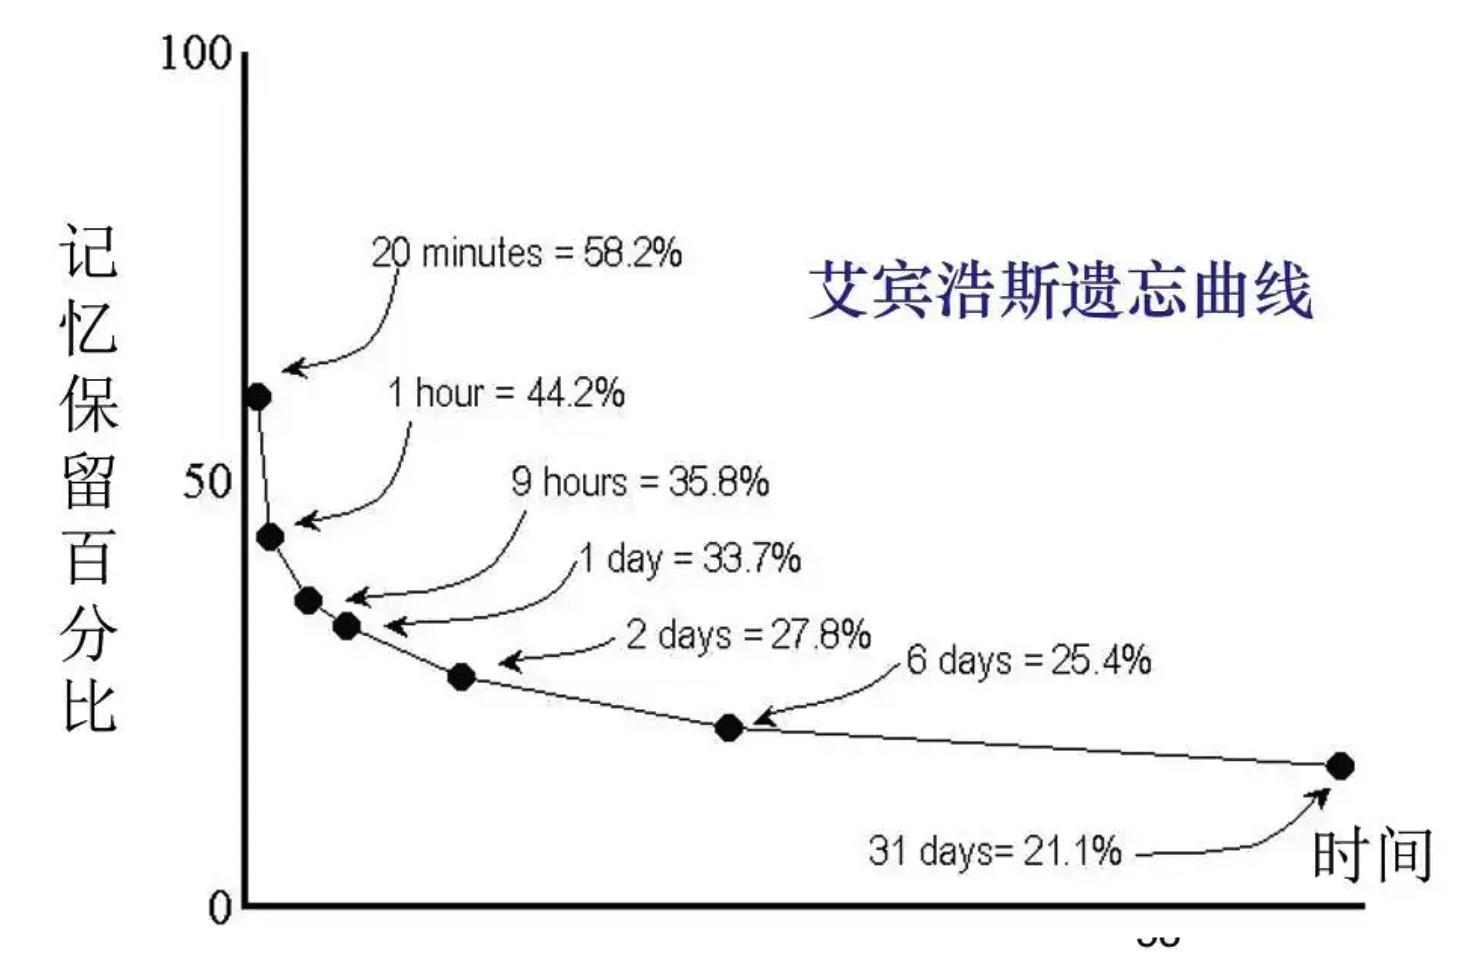 100
20 minutes = 58.2%
艾宾浩斯遗忘曲线
记忆保留百分比
1 hour = 44.2%
50
9 hours = 35.8%
1 day = 33.7%
2 days = 27.8%
6 days = 25.4%
31 days= 21.1%
时间
0